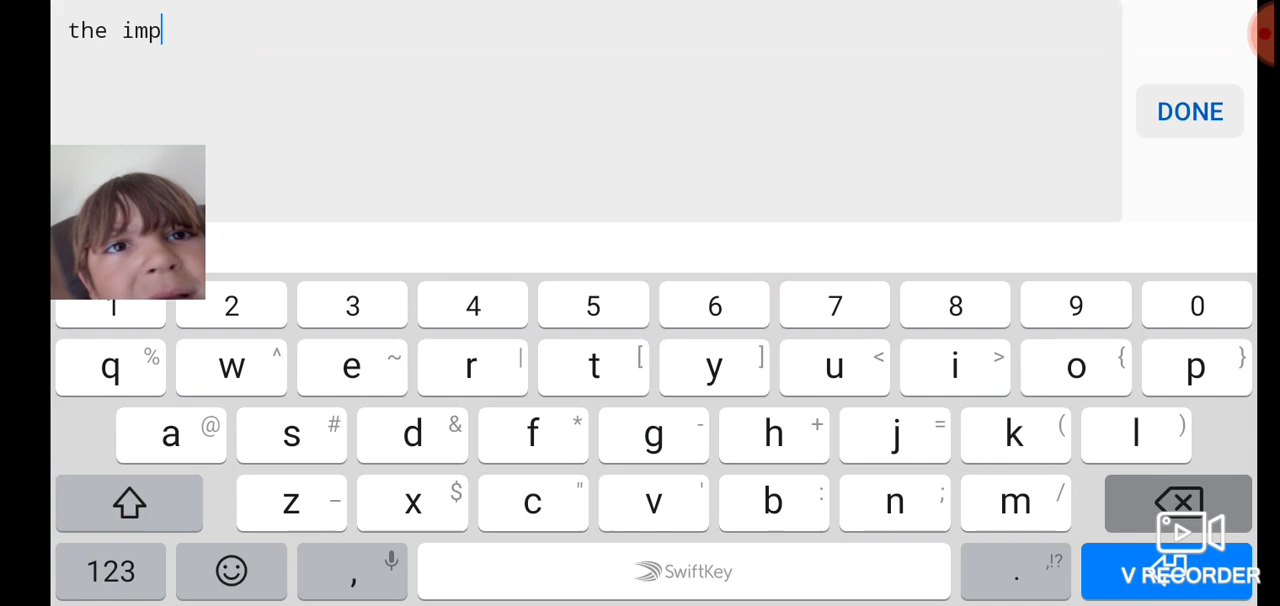 the imp
DONE
1 2 3 4 5 6 7 8 9 0
q % w ^ e ~ r | t [ y ] u < i > o { p }
a @ s # d & f * g - h + j = k ( l )
z _ x $ c " v ' b : n ; m /
123 , SwiftKey . ,!?
V RECORDER